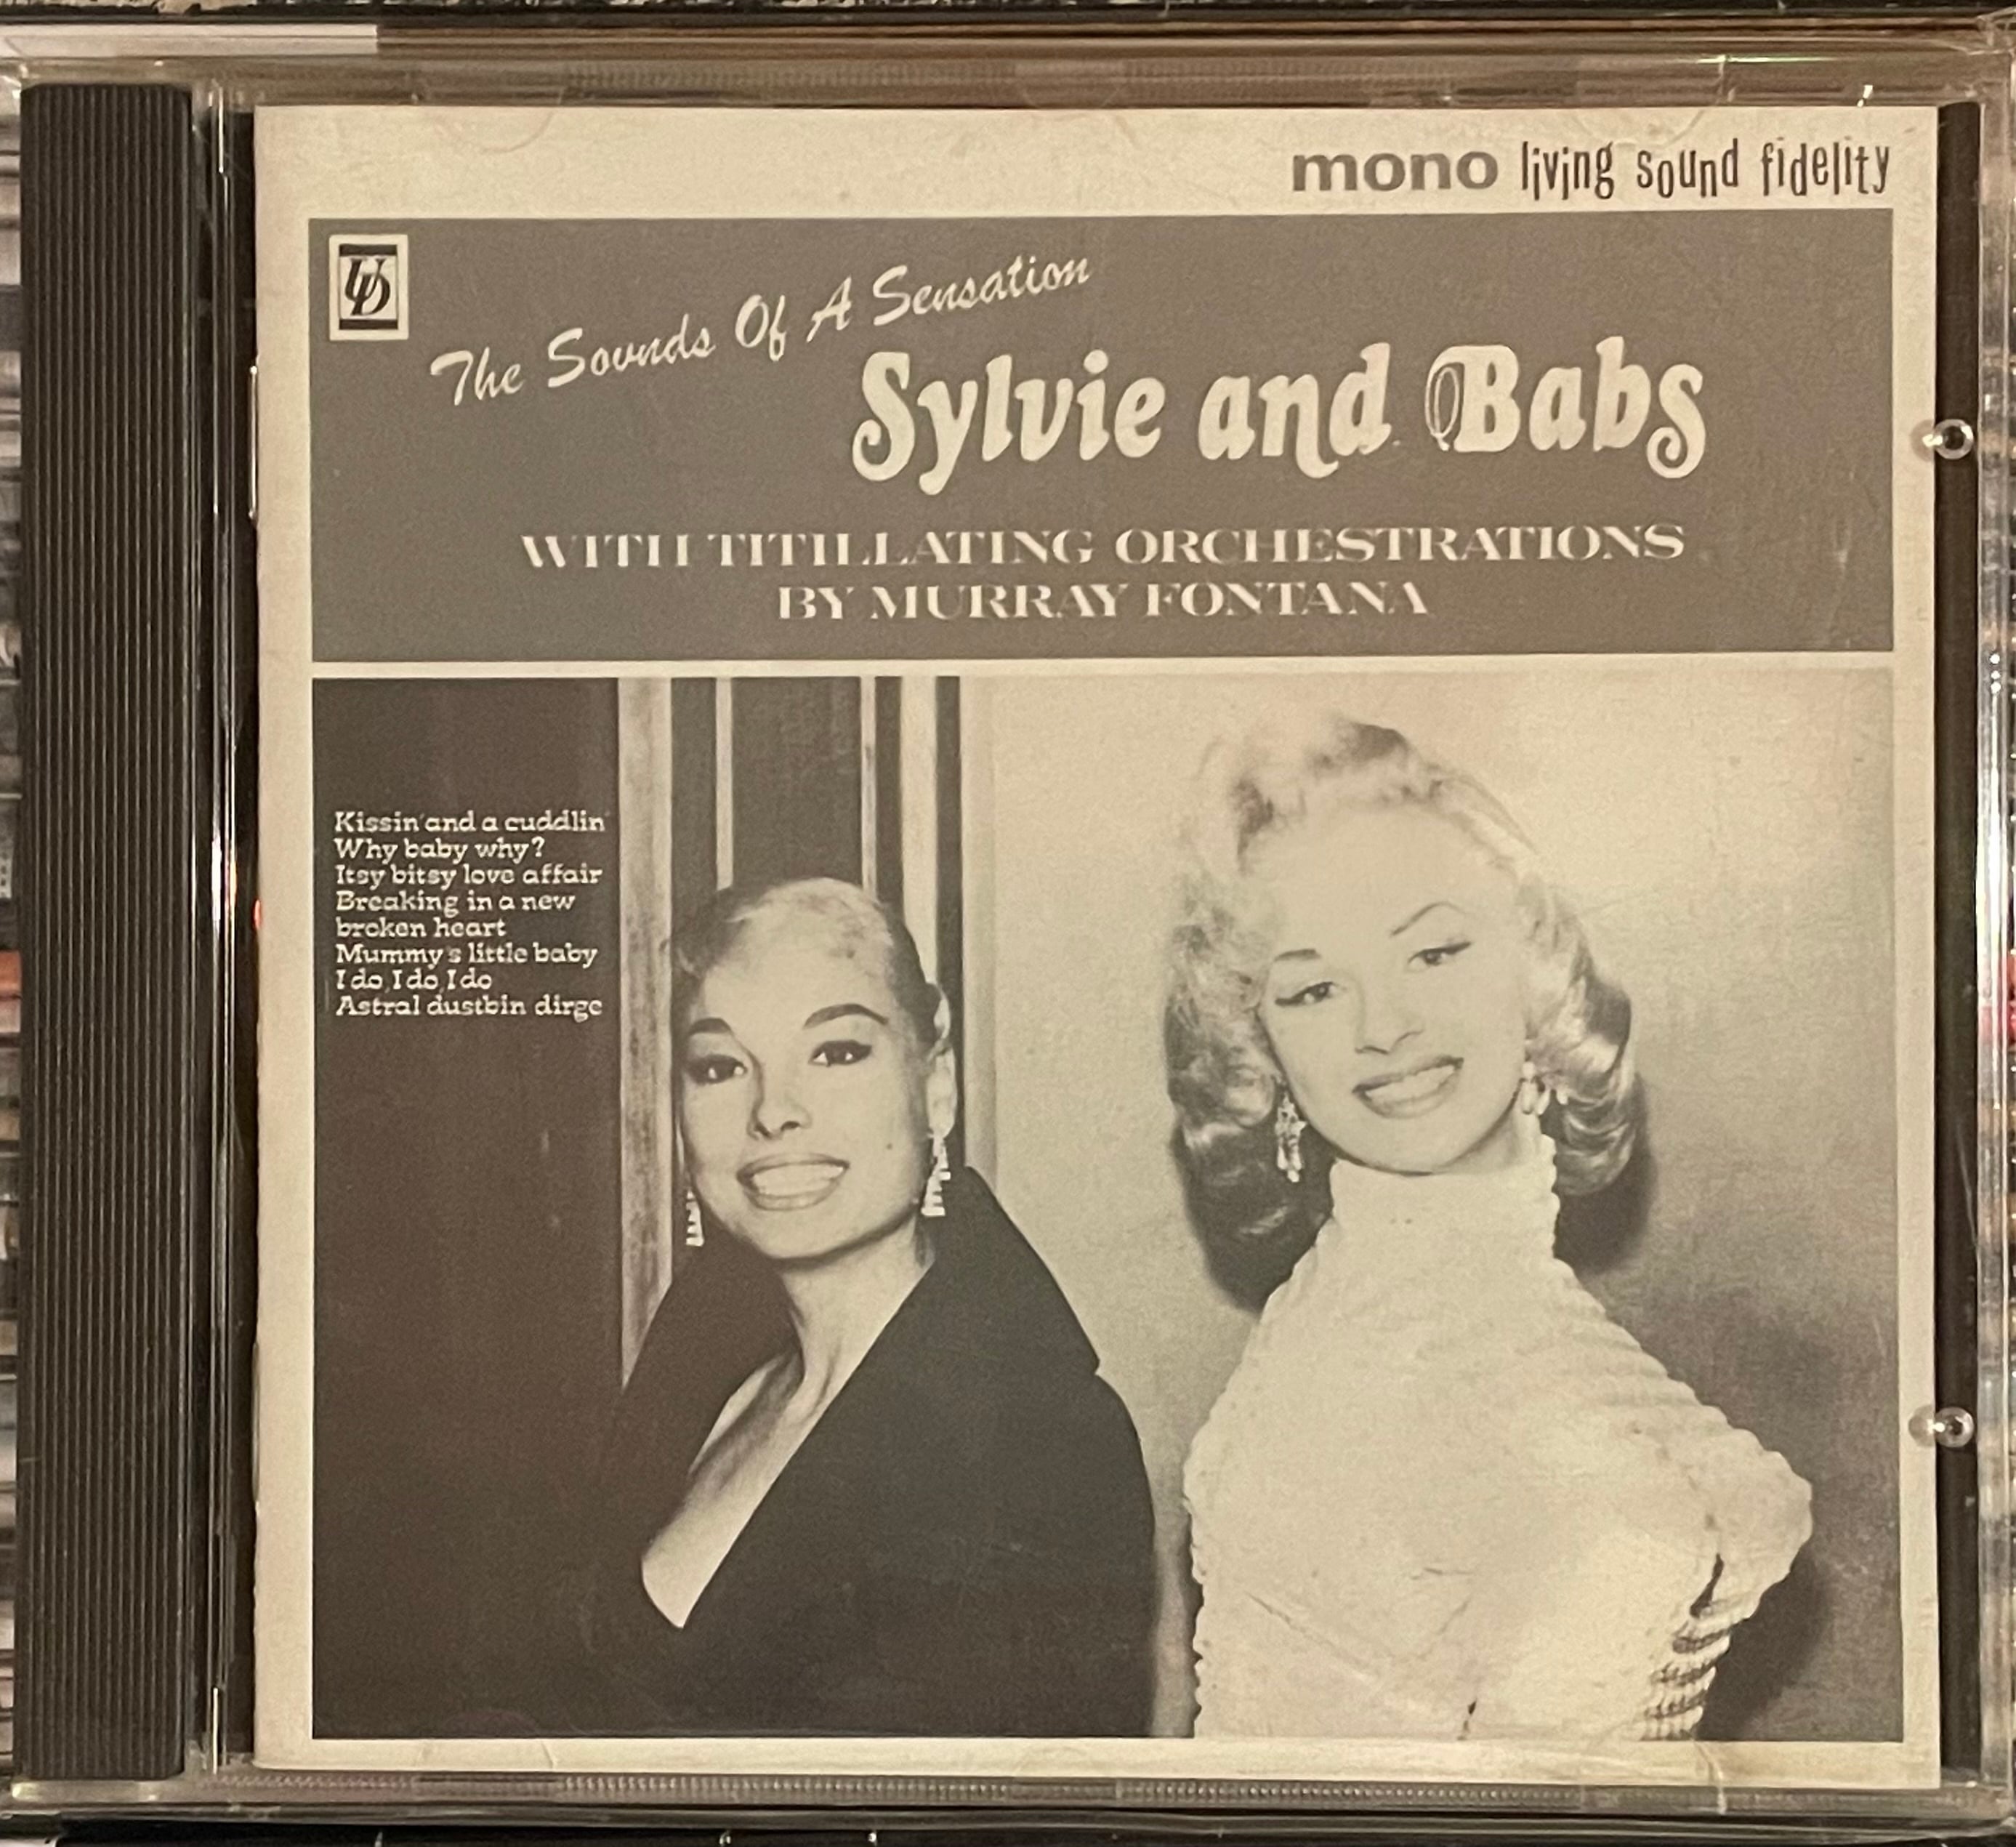 mono living sound fidelity
UD
The Sounds Of A Sensation
Sylvie and Babs
WITH TITILLATING ORCHESTRATIONS
BY MURRAY FONTANA
Kissin' and a cuddlin'
Why baby why?
Itsy bitsy love affair
Breaking in a new
broken heart
Mummy's little baby
I do, I do, I do
Astral dustbin dirge